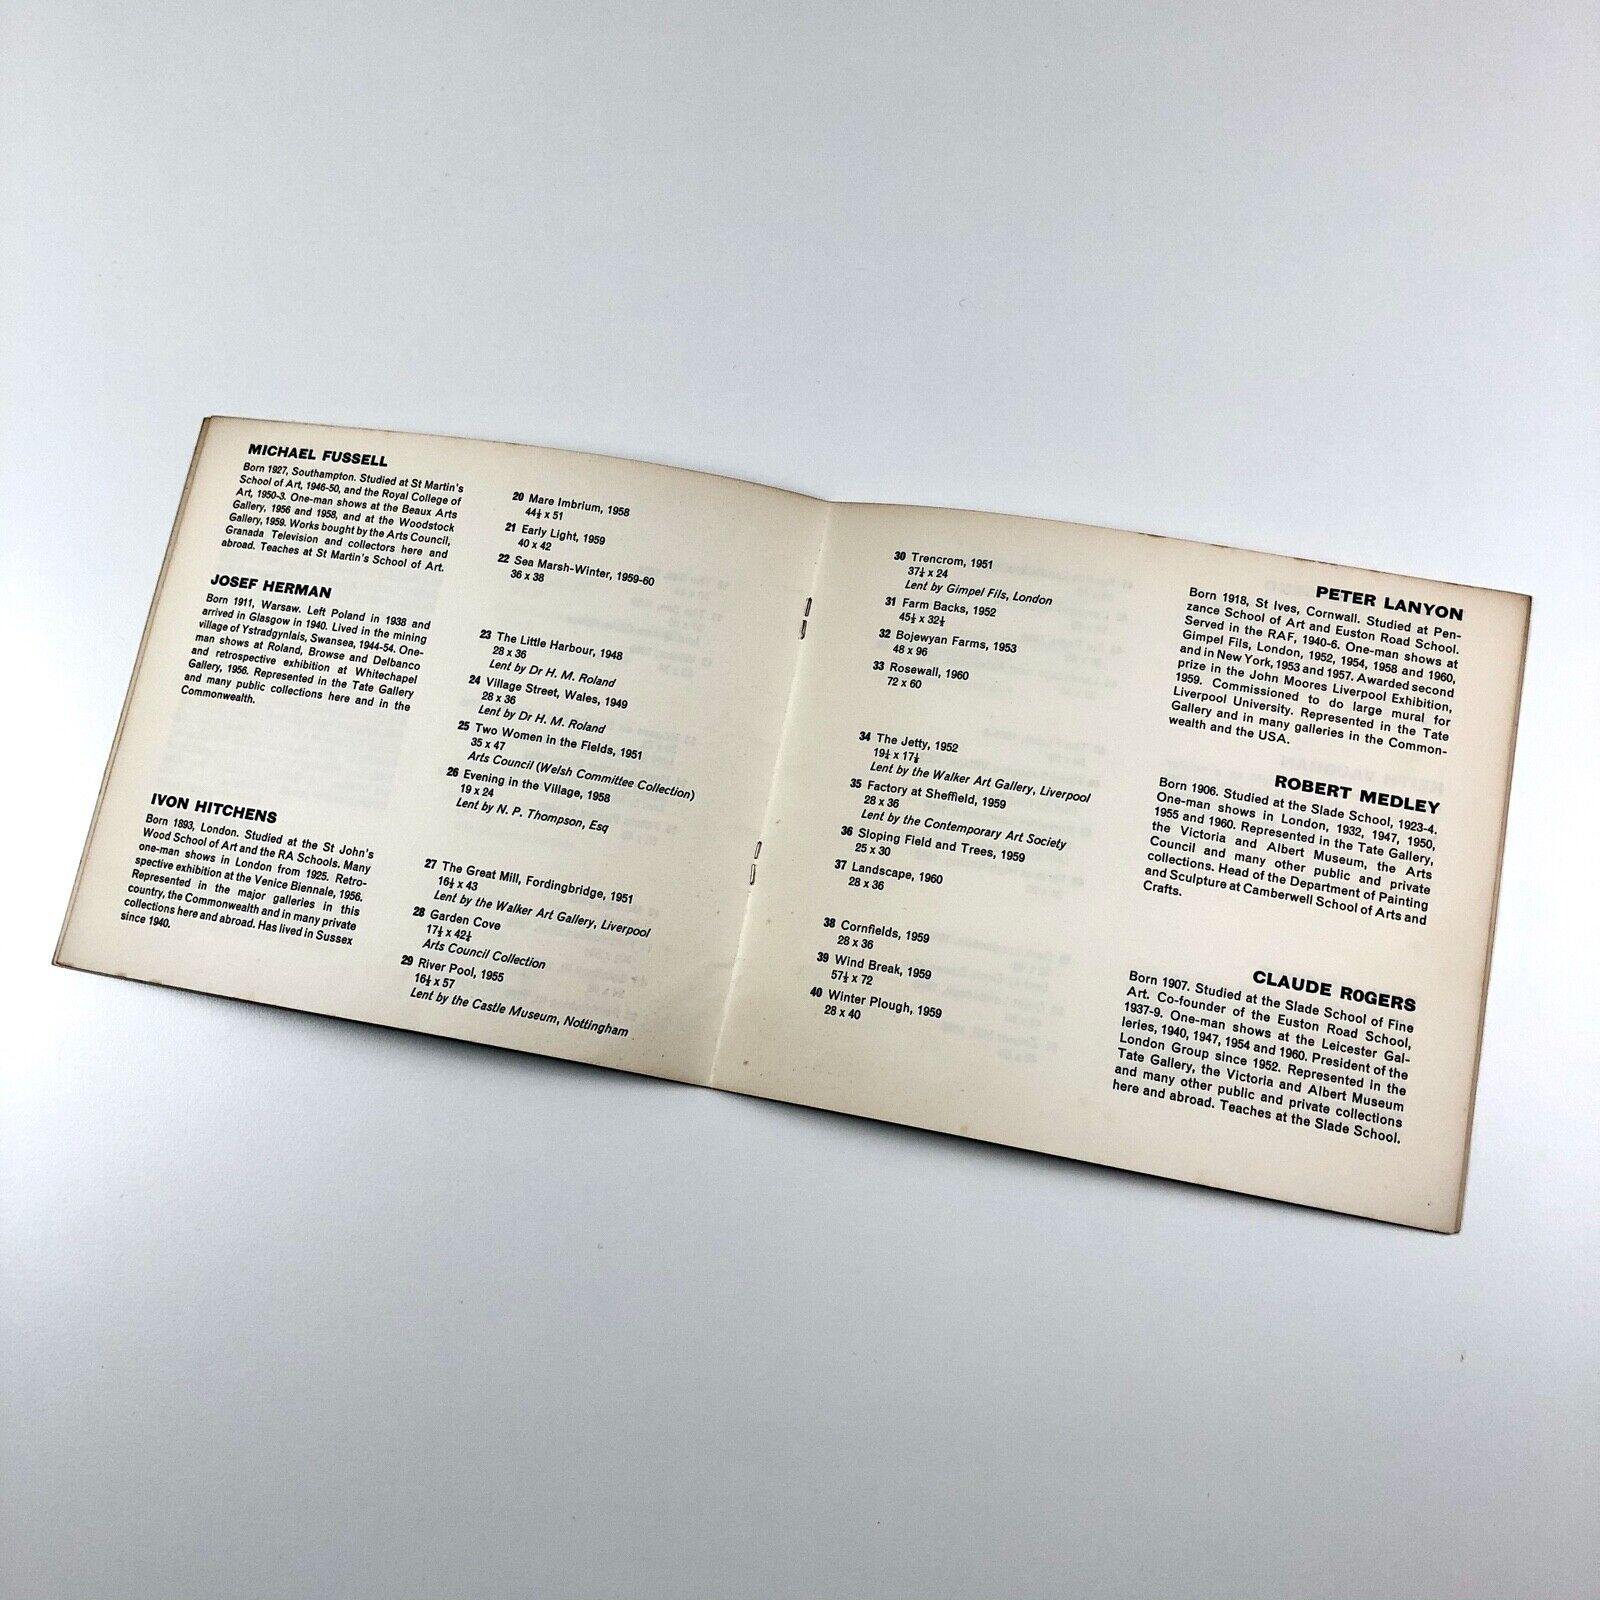 MICHAEL FUSSELL
Born 1927, Southampton. Studied at St Martin's
School of Art, 1946-50, and the Royal College of
Art, 1950-3. One-man shows at the Beaux Arts
Gallery, 1956 and 1958, and at the Woodstock
Gallery, 1959. Works bought by the Arts Council,
Granada Television and collectors here and
abroad. Teaches at St Martin's School of Art.
20 Mare Imbrium, 1958
44½ x 51
21 Early Light, 1959
40 x 42
22 Sea Marsh-Winter, 1959-60
36 x 38
JOSEF HERMAN
Born 1911, Warsaw. Left Poland in 1938 and
arrived in Glasgow in 1940. Lived in the mining
village of Ystradgynlais, Swansea, 1944-54. One-
man shows at Roland, Browse and Delbanco
and retrospective exhibition at Whitechapel
Gallery, 1956. Represented in the Tate Gallery
and many public collections here and in the
Commonwealth.
23 The Little Harbour, 1948
28 x 36
Lent by Dr H. M. Roland
24 Village Street, Wales, 1949
28 x 36
Lent by Dr H. M. Roland
25 Two Women in the Fields, 1951
35 x 47
Arts Council (Welsh Committee Collection)
26 Evening in the Village, 1958
19 x 24
Lent by N. P. Thompson, Esq
IVON HITCHENS
Born 1893, London. Studied at the St John's
Wood School of Art and the RA Schools. Many
one-man shows in London from 1925. Retro-
spective exhibition at the Venice Biennale, 1956.
Represented in the major galleries in this
country, the Commonwealth and in many private
collections here and abroad. Has lived in Sussex
since 1940.
27 The Great Mill, Fordingbridge, 1951
16½ x 43
Lent by the Walker Art Gallery, Liverpool
28 Garden Cove
17½ x 42½
Arts Council Collection
29 River Pool, 1955
16½ x 57
Lent by the Castle Museum, Nottingham
30 Trencrom, 1951
37½ x 24
Lent by Gimpel Fils, London
31 Farm Backs, 1952
45½ x 32½
32 Bojewyan Farms, 1953
48 x 96
33 Rosewall, 1960
72 x 60
PETER LANYON
Born 1918, St Ives, Cornwall. Studied at Pen-
zance School of Art and Euston Road School.
Served in the RAF, 1940-6. One-man shows at
Gimpel Fils, London, 1952, 1954, 1958 and 1960,
and in New York, 1953 and 1957. Awarded second
prize in the John Moores Liverpool Exhibition,
1959. Commissioned to do large mural for
Liverpool University. Represented in the Tate
Gallery and in many galleries in the Common-
wealth and the USA.
34 The Jetty, 1952
19½ x 17½
Lent by the Walker Art Gallery, Liverpool
35 Factory at Sheffield, 1959
28 x 36
Lent by the Contemporary Art Society
36 Sloping Field and Trees, 1959
25 x 30
37 Landscape, 1960
28 x 36
ROBERT MEDLEY
Born 1906. Studied at the Slade School, 1923-4.
One-man shows in London, 1932, 1947, 1950,
1955 and 1960. Represented in the Tate Gallery,
the Victoria and Albert Museum, the Arts
Council and many other public and private
collections. Head of the Department of Painting
and Sculpture at Camberwell School of Arts and
Crafts.
38 Cornfields, 1959
28 x 36
39 Wind Break, 1959
57½ x 72
40 Winter Plough, 1959
28 x 40
CLAUDE ROGERS
Born 1907. Studied at the Slade School of Fine
Art. Co-founder of the Euston Road School,
1937-9. One-man shows at the Leicester Gal-
leries, 1940, 1947, 1954 and 1960. President of the
London Group since 1952. Represented in the
Tate Gallery, the Victoria and Albert Museum
and many other public and private collections
here and abroad. Teaches at the Slade School.